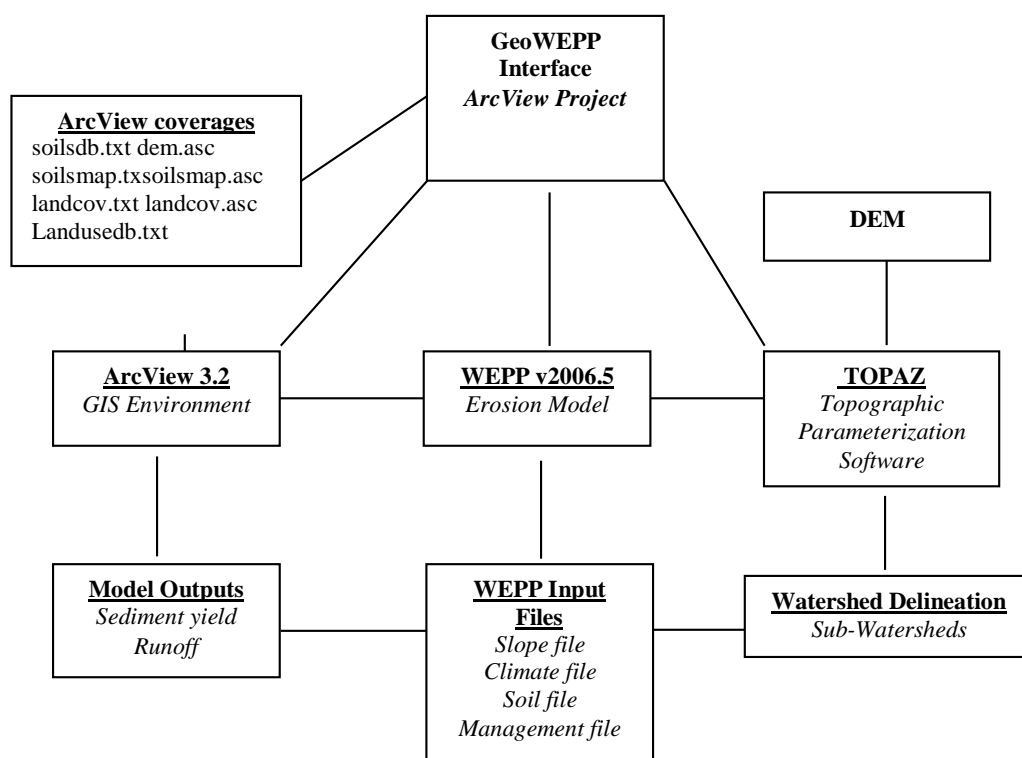 GeoWEPP
Interface
ArcView Project
ArcView coverages
soilsdb.txt dem.asc
soilsmap.txsoilsmap.asc
landcov.txt landcov.asc
Landusedb.txt
DEM
ArcView 3.2
GIS Environment
WEPP v2006.5
Erosion Model
TOPAZ
Topographic
Parameterization
Software
Model Outputs
Sediment yield
Runoff
WEPP Input
Files
Slope file
Climate file
Soil file
Management file
Watershed Delineation
Sub-Watersheds